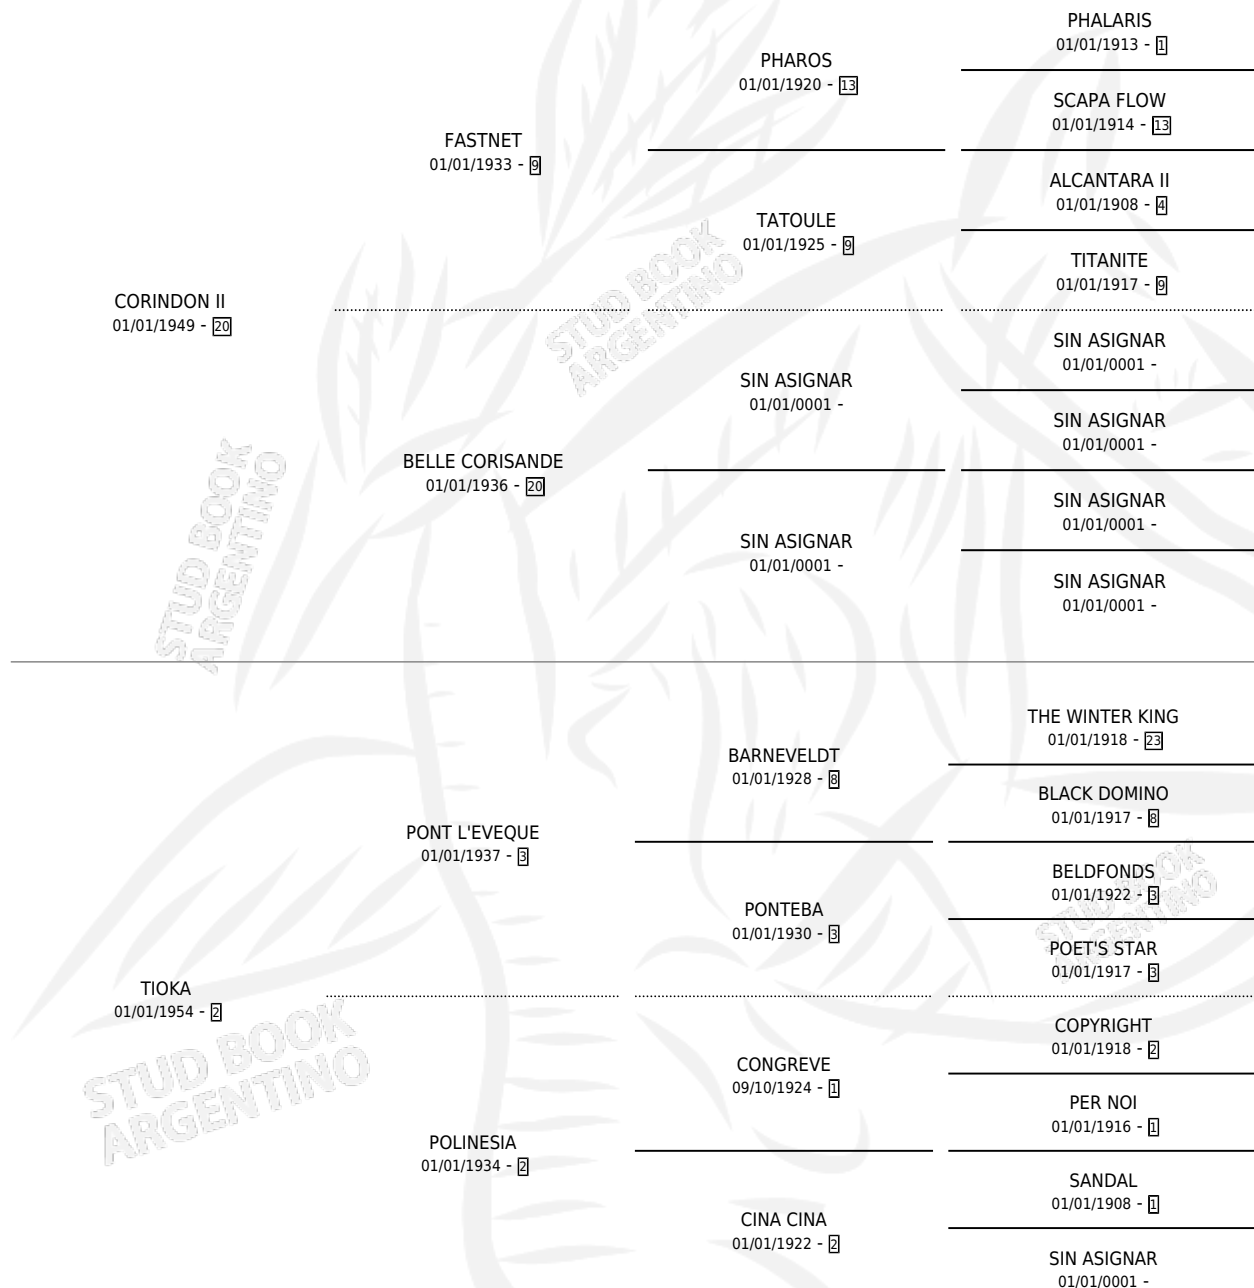 PHALARIS
01/01/1913 - 1
PHAROS
01/01/1920 - 13
SCAPA FLOW
01/01/1914 - 13
FASTNET
01/01/1933 - 9
ALCANTARA II
01/01/1908 - 4
TATOULE
01/01/1925 - 9
TITANITE
01/01/1917 - 9
CORINDON II
01/01/1949 - 20
SIN ASIGNAR
01/01/0001 -
SIN ASIGNAR
01/01/0001 -
SIN ASIGNAR
01/01/0001 -
BELLE CORISANDE
01/01/1936 - 20
SIN ASIGNAR
01/01/0001 -
SIN ASIGNAR
01/01/0001 -
SIN ASIGNAR
01/01/0001 -
THE WINTER KING
01/01/1918 - 23
BARNEVELDT
01/01/1928 - 8
BLACK DOMINO
01/01/1917 - 8
PONT L'EVEQUE
01/01/1937 - 3
BELDFONDS
01/01/1922 - 3
PONTEBA
01/01/1930 - 3
POET'S STAR
01/01/1917 - 3
TIOKA
01/01/1954 - 2
COPYRIGHT
01/01/1918 - 2
CONGREVE
09/10/1924 - 1
PER NOI
01/01/1916 - 1
POLINESIA
01/01/1934 - 2
SANDAL
01/01/1908 - 1
CINA CINA
01/01/1922 - 2
SIN ASIGNAR
01/01/0001 -
STUD BOOK
ARGENTINO
STUD BOOK
ARGENTINO
STUD BOOK
ARGENTINO
STUD BOOK
ARGENTINO